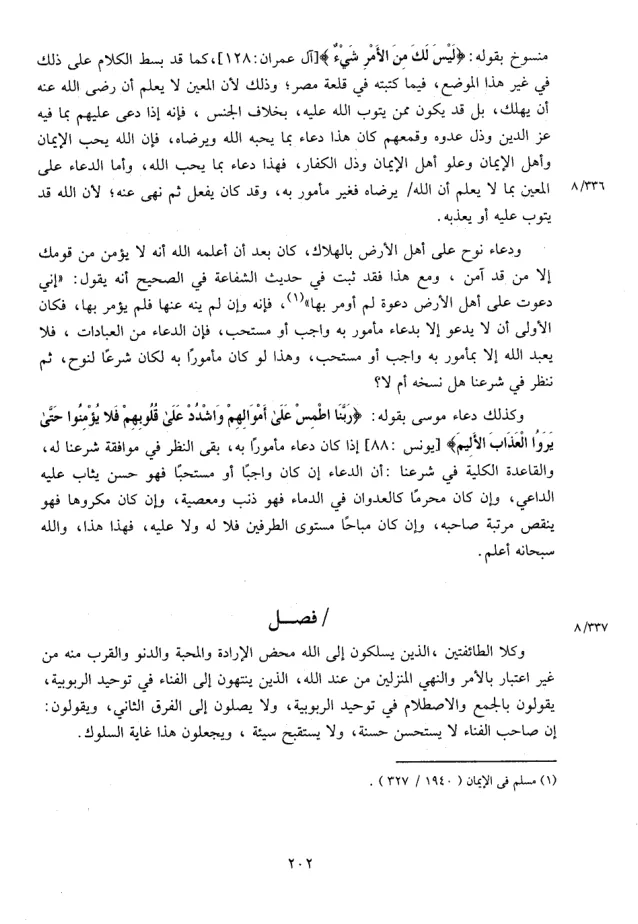 منسوخ بقوله: ﴿لَيْسَ لَكَ مِنَ الأَمْرِ شَيْءٌ ﴾[آل عمران:١٢٨]،كما قد بسط الكلام على ذلك
في غير هذا الموضع، فيما كتبته في قلعة مصر؛ وذلك لأن المعين لا يعلم أن رضى الله عنه
أن يهلك، بل قد يكون ممن يتوب الله عليه، بخلاف الجنس ، فإنه إذا دعى عليهم بما فيه
عز الدين وذل عدوه وقمعهم كان هذا دعاء بما يحبه الله ويرضاه، فإن الله يحب الإيمان
وأهل الإيمان وعلو أهل الإيمان وذل الكفار، فهذا دعاء بما يحب الله، وأما الدعاء على
٨/٣٣٦ المعين بما لا يعلم أن الله/ يرضاه فغير مأمور به، وقد كان يفعل ثم نهى عنه؛ لأن الله قد
يتوب عليه أو يعذبه.
ودعاء نوح على أهل الأرض بالهلاك، كان بعد أن أعلمه الله أنه لا يؤمن من قومك
إلا من قد آمن ، ومع هذا فقد ثبت في حديث الشفاعة في الصحيح أنه يقول: «إني
دعوت على أهل الأرض دعوة لم أومر بها»(١)، فإنه وإن لم ينه عنها فلم يؤمر بها، فكان
الأولى أن لا يدعو إلا بدعاء مأمور به واجب أو مستحب، فإن الدعاء من العبادات ، فلا
يعبد الله إلا بمأمور به واجب أو مستحب، وهذا لو كان مأمورًا به لكان شرعًا لنوح، ثم
ننظر في شرعنا هل نسخه أم لا؟
وكذلك دعاء موسى بقوله: ﴿رَبَّنَا اطْمِسْ عَلَىٰ أَمْوَالِهِمْ وَاشْدُدْ عَلَىٰ قُلُوبِهِمْ فَلا يُؤْمِنُوا حَتَّىٰ
يَرَوُا الْعَذَابَ الأَلِيمَ﴾ [يونس :٨٨] إذا كان دعاء مأمورًا به، بقى النظر في موافقة شرعنا له،
والقاعدة الكلية في شرعنا :أن الدعاء إن كان واجبًا أو مستحبًا فهو حسن يثاب عليه
الداعي، وإن كان محرمًا كالعدوان في الدماء فهو ذنب ومعصية، وإن كان مكروها فهو
ينقص مرتبة صاحبه، وإن كان مباحًا مستوى الطرفين فلا له ولا عليه، فهذا هذا، والله
سبحانه أعلم.
٨/٣٣٧ / فصــل
وكلا الطائفتين ،الذين يسلكون إلى الله محض الإرادة والمحبة والدنو والقرب منه من
غير اعتبار بالأمر والنهي المنزلين من عند الله، الذين ينتهون إلى الفناء في توحيد الربوبية،
يقولون بالجمع والاصطلام في توحيد الربوبية، ولا يصلون إلى الفرق الثاني، ويقولون:
إن صاحب الفناء لا يستحسن حسنة، ولا يستقبح سيئة ، ويجعلون هذا غاية السلوك.
(١) مسلم في الإيمان ( ١٩٤٠ / ٣٢٧ ) .
٢٠٢